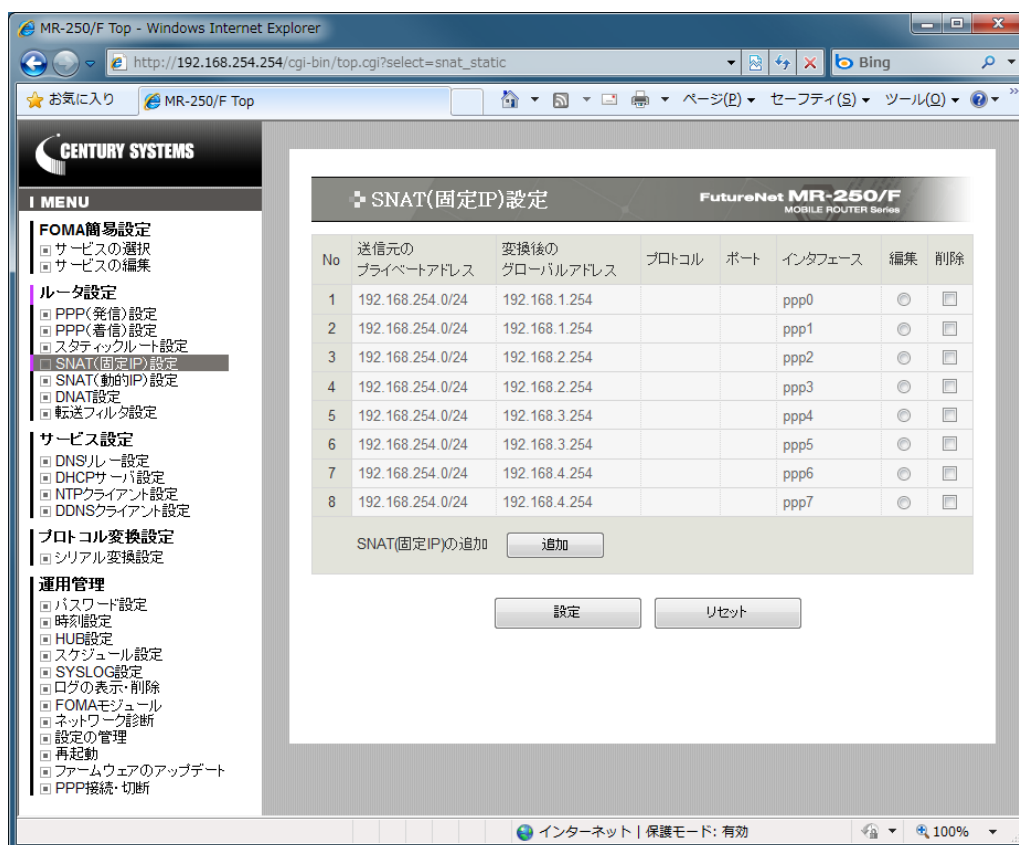 MR-250/F Top - Windows Internet Explorer
http://192.168.254.254/cgi-bin/top.cgi?select=snat_static
Bing
お気に入り
MR-250/F Top
ページ(P)
セーフティ(S)
ツール(O)
CENTURY SYSTEMS
MENU
FOMA簡易設定
サービスの選択
サービスの編集
ルータ設定
PPP(発信)設定
PPP(着信)設定
スタティックルート設定
SNAT(固定IP)設定
SNAT(動的IP)設定
DNAT設定
転送フィルタ設定
サービス設定
DNSリレー設定
DHCPサーバ設定
NTPクライアント設定
DDNSクライアント設定
プロトコル変換設定
シリアル変換設定
運用管理
パスワード設定
時刻設定
HUB設定
スケジュール設定
SYSLOG設定
ログの表示・削除
FOMAモジュール
ネットワーク診断
設定の管理
再起動
ファームウェアのアップデート
PPP接続・切断
SNAT(固定IP)設定
FutureNet MR-250/F
MOBILE ROUTER Series
No 送信元のプライベートアドレス 変換後のグローバルアドレス プロトコル ポート インタフェース 編集 削除
1 192.168.254.0/24 192.168.1.254 ppp0
2 192.168.254.0/24 192.168.1.254 ppp1
3 192.168.254.0/24 192.168.2.254 ppp2
4 192.168.254.0/24 192.168.2.254 ppp3
5 192.168.254.0/24 192.168.3.254 ppp4
6 192.168.254.0/24 192.168.3.254 ppp5
7 192.168.254.0/24 192.168.4.254 ppp6
8 192.168.254.0/24 192.168.4.254 ppp7
SNAT(固定IP)の追加 追加
設定 リセット
インターネット | 保護モード: 有効
100%